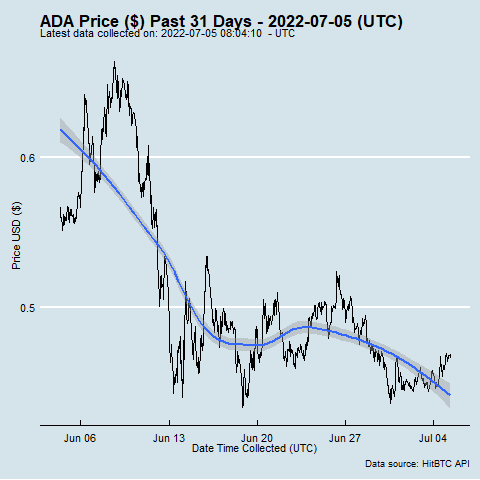 ADA Price ($) Past 31 Days - 2022-07-05 (UTC)
Latest data collected on: 2022-07-05 08:04:10  - UTC
0.6
0.5
Price USD ($)
Jun 06 Jun 13 Jun 20 Jun 27 Jul 04
Date Time Collected (UTC)
Data source: HitBTC API